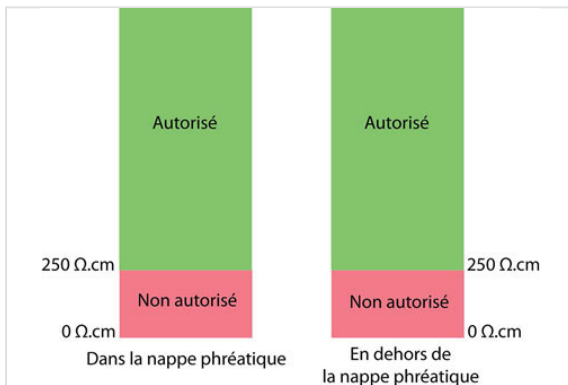 Autorisé
Autorisé
250 Ω.cm
250 Ω.cm
Non autorisé
Non autorisé
0 Ω.cm
0 Ω.cm
Dans la nappe phréatique
En dehors de
la nappe phréatique